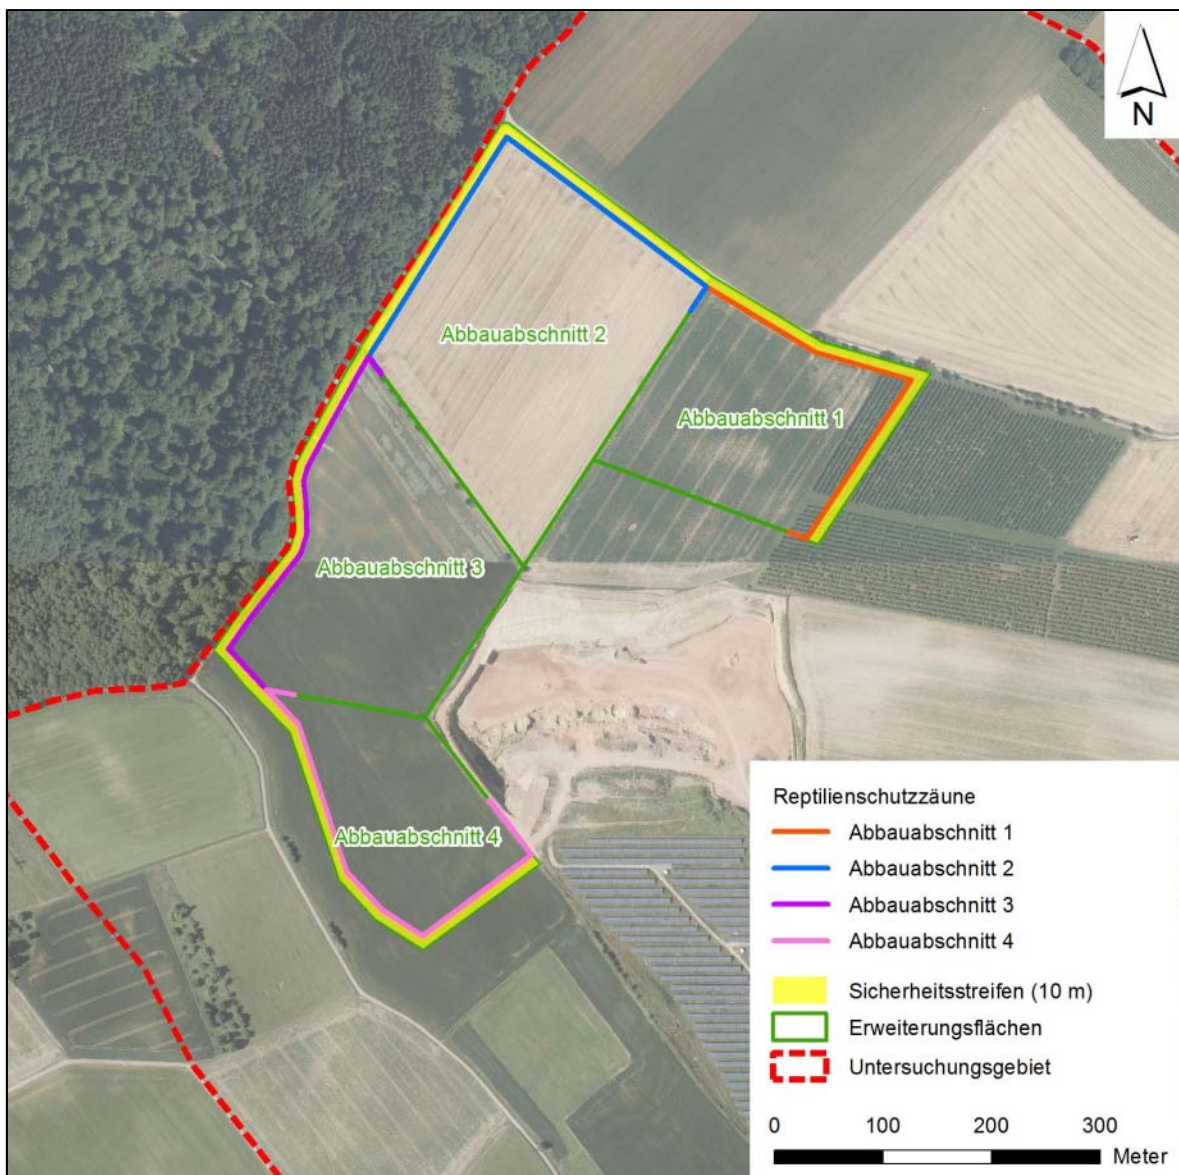 N
Abbauabschnitt 2
Abbauabschnitt 1
Abbauabschnitt 3
Abbauabschnitt 4
Reptilienschutzzäune
Abbauabschnitt 1
Abbauabschnitt 2
Abbauabschnitt 3
Abbauabschnitt 4
Sicherheitsstreifen (10 m)
Erweiterungsflächen
Untersuchungsgebiet
0 100 200 300
Meter